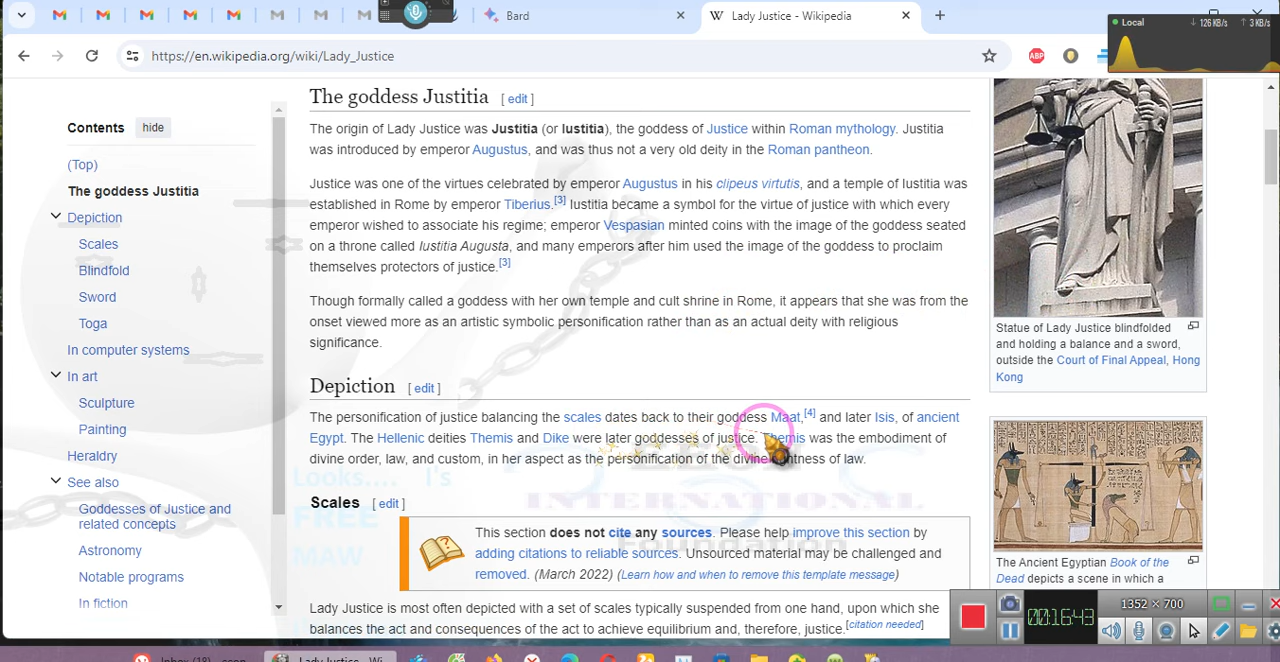 Bard
Lady Justice - Wikipedia
Local
126 KB/s
3 KB/s
https://en.wikipedia.org/wiki/Lady_Justice
ABP
Contents
hide
(Top)
The goddess Justitia
Depiction
Scales
Blindfold
Sword
Toga
In computer systems
In art
Sculpture
Painting
Heraldry
See also
Goddesses of Justice and
related concepts
Astronomy
Notable programs
In fiction
The goddess Justitia [ edit ]
The origin of Lady Justice was Justitia (or Iustitia), the goddess of Justice within Roman mythology. Justitia
was introduced by emperor Augustus, and was thus not a very old deity in the Roman pantheon.
Justice was one of the virtues celebrated by emperor Augustus in his clipeus virtutis, and a temple of Iustitia was
established in Rome by emperor Tiberius.[3] Iustitia became a symbol for the virtue of justice with which every
emperor wished to associate his regime; emperor Vespasian minted coins with the image of the goddess seated
on a throne called Iustitia Augusta, and many emperors after him used the image of the goddess to proclaim
themselves protectors of justice.[3]
Though formally called a goddess with her own temple and cult shrine in Rome, it appears that she was from the
onset viewed more as an artistic symbolic personification rather than as an actual deity with religious
significance.
Depiction [ edit ]
The personification of justice balancing the scales dates back to their goddess Maat,[4] and later Isis, of ancient
Egypt. The Hellenic deities Themis and Dike were later goddesses of justice. Themis was the embodiment of
divine order, law, and custom, in her aspect as the personification of the divine rightness of law.
Scales [ edit ]
This section does not cite any sources. Please help improve this section by
adding citations to reliable sources. Unsourced material may be challenged and
removed. (March 2022) (Learn how and when to remove this template message)
Lady Justice is most often depicted with a set of scales typically suspended from one hand, upon which she
balances the act and consequences of that act to achieve equilibrium and, therefore, justice.[citation needed]
Statue of Lady Justice blindfolded
and holding a balance and a sword,
outside the Court of Final Appeal, Hong
Kong
The Ancient Egyptian Book of the
Dead depicts a scene in which a
FREE
MAW
Foundation
00:16:43
1352 × 700
Lady Justice - Wi